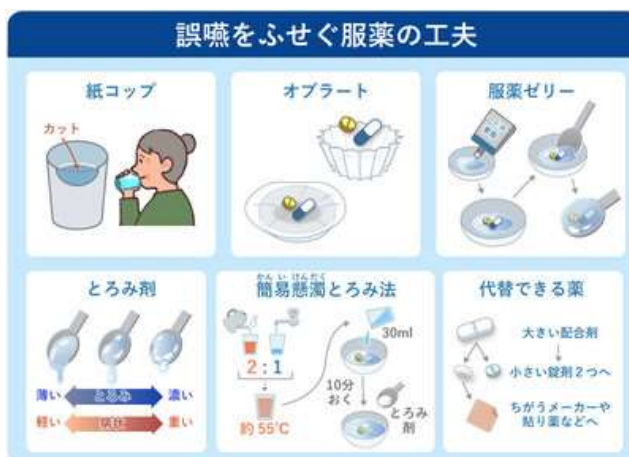 誤嚥をふせぐ服薬の工夫
紙コップ
カット
オブラート
服薬ゼリー
とろみ剤
薄い
とろみ
濃い
軽い
病状
重い
かんいけんだく
簡易懸濁とろみ法
2:1
約55℃
30ml
10分
おく
とろみ
剤
代替できる薬
大きい配合剤
小さい錠剤2つへ
ちがうメーカーや
貼り薬などへ